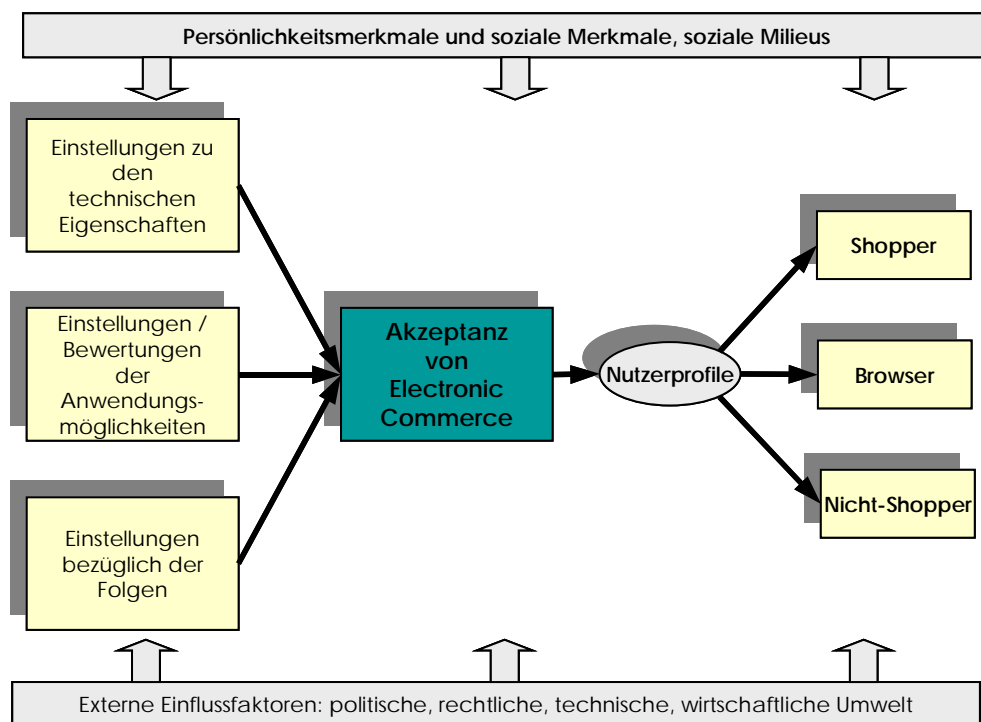 Persönlichkeitsmerkmale und soziale Merkmale, soziale Milieus
Einstellungen zu
den
technischen
Eigenschaften
Einstellungen /
Bewertungen
der
Anwendungs-
möglichkeiten
Einstellungen
bezüglich der
Folgen
Akzeptanz
von
Electronic
Commerce
Nutzerprofile
Shopper
Browser
Nicht-Shopper
Externe Einflussfaktoren: politische, rechtliche, technische, wirtschaftliche Umwelt